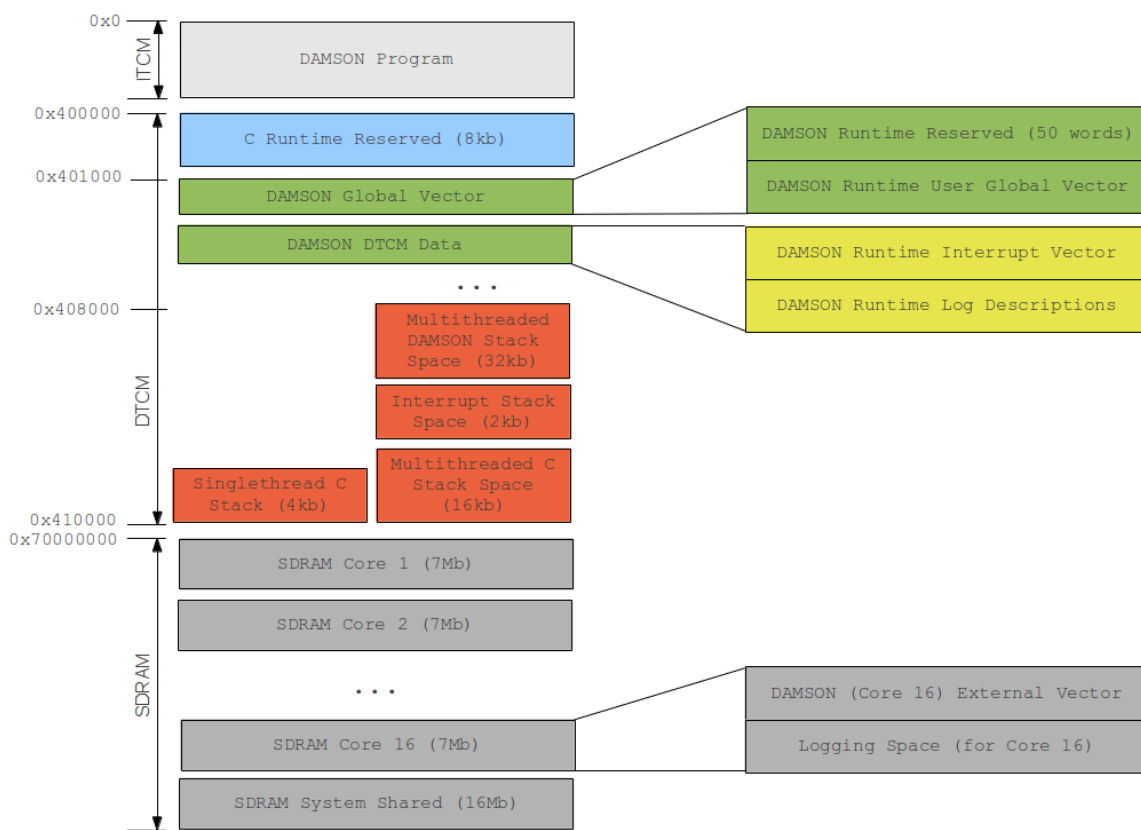 0x0
ITCM
DAMSON Program
0x400000
C Runtime Reserved (8kb)
DAMSON Runtime Reserved (50 words)
0x401000
DAMSON Global Vector
DAMSON Runtime User Global Vector
DAMSON DTCM Data
DAMSON Runtime Interrupt Vector
...
DAMSON Runtime Log Descriptions
0x408000
DTCM
Multithreaded
DAMSON Stack
Space (32kb)
Interrupt Stack
Space (2kb)
Singlethread C
Stack (4kb)
Multithreaded C
Stack Space
(16kb)
0x410000
0x70000000
SDRAM
SDRAM Core 1 (7Mb)
SDRAM Core 2 (7Mb)
...
DAMSON (Core 16) External Vector
SDRAM Core 16 (7Mb)
Logging Space (for Core 16)
SDRAM System Shared (16Mb)